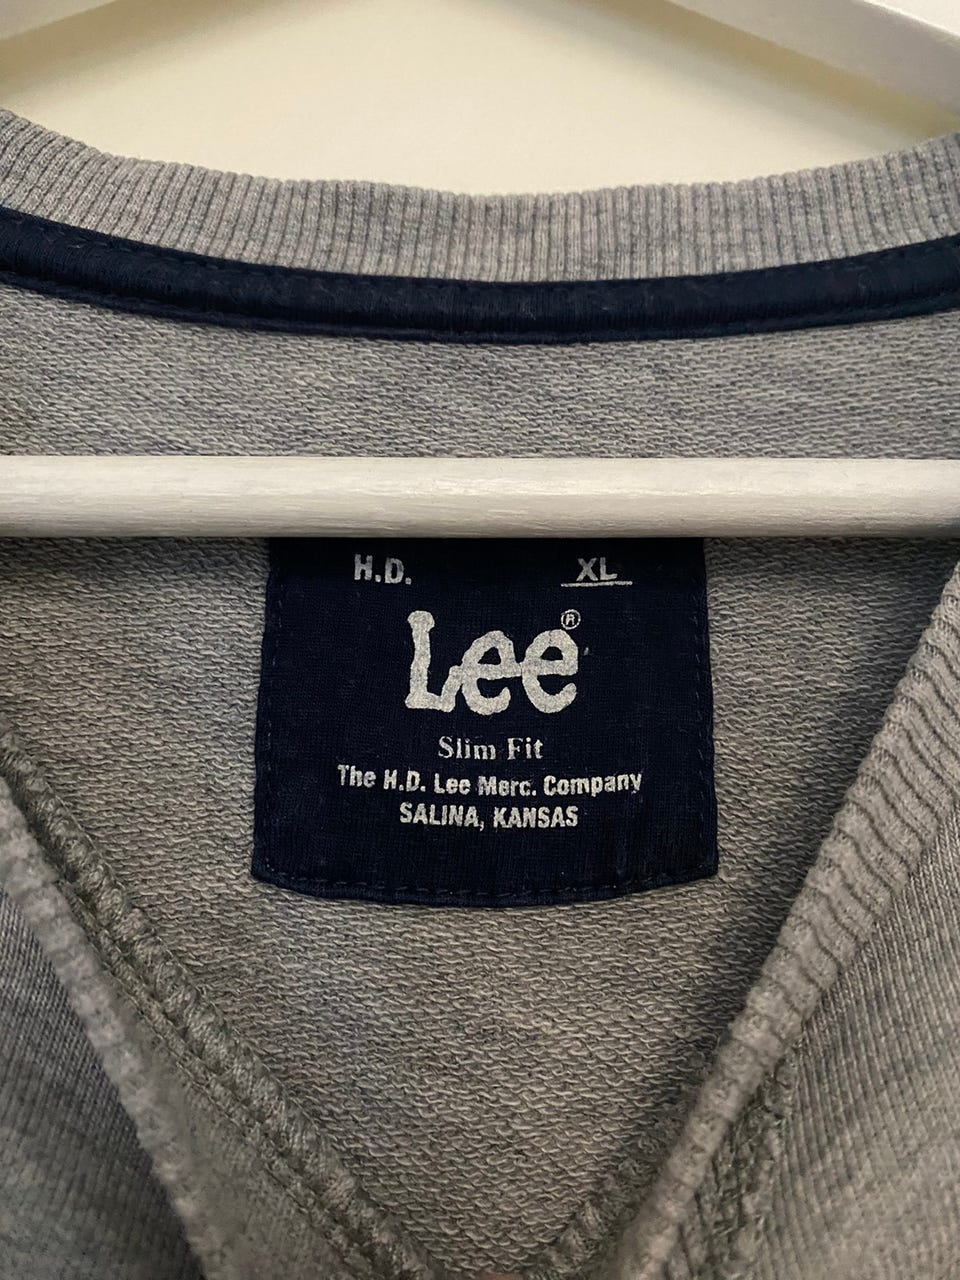 H.D. XL
Lee®
Slim Fit
The H.D. Lee Merc. Company
SALINA, KANSAS